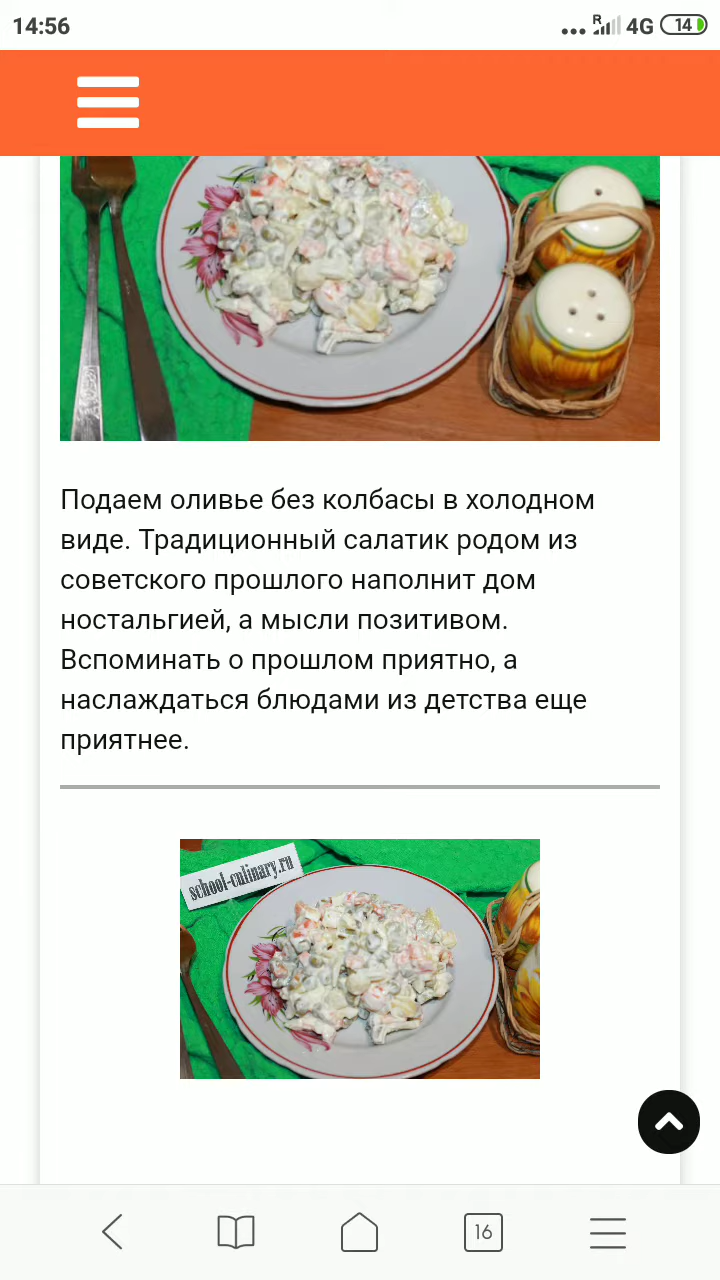 14:56
R 4G 14
Подаем оливье без колбасы в холодном
виде. Традиционный салатик родом из
советского прошлого наполнит дом
ностальгией, а мысли позитивом.
Вспоминать о прошлом приятно, а
наслаждаться блюдами из детства еще
приятнее.
school-culinary.ru
16